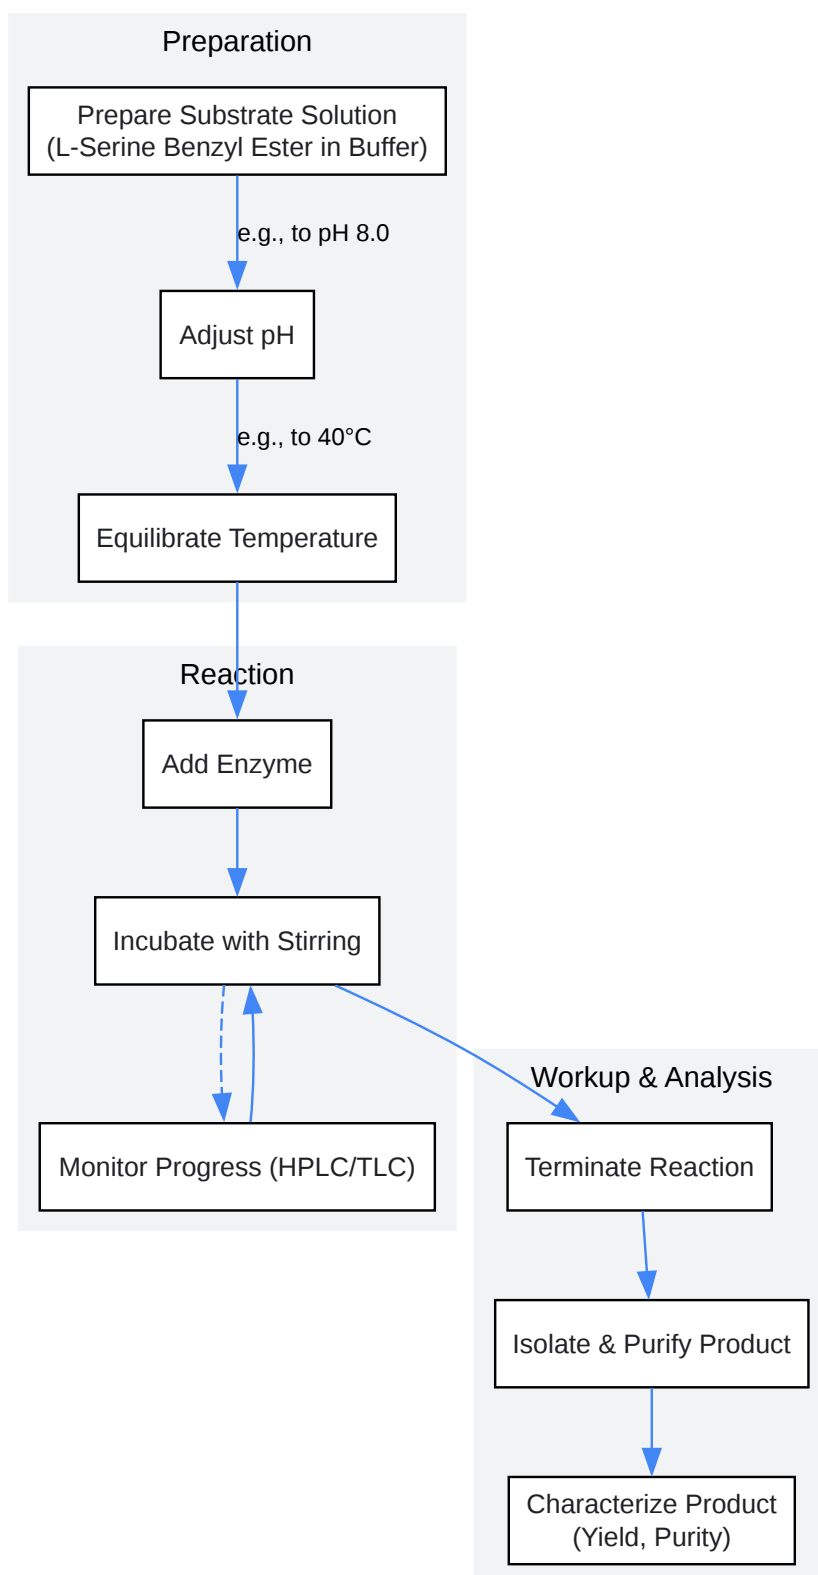 Preparation
Prepare Substrate Solution
(L-Serine Benzyl Ester in Buffer)
e.g., to pH 8.0
Adjust pH
e.g., to 40°C
Equilibrate Temperature
Reaction
Add Enzyme
Incubate with Stirring
Monitor Progress (HPLC/TLC)
Workup & Analysis
Terminate Reaction
Isolate & Purify Product
Characterize Product
(Yield, Purity)